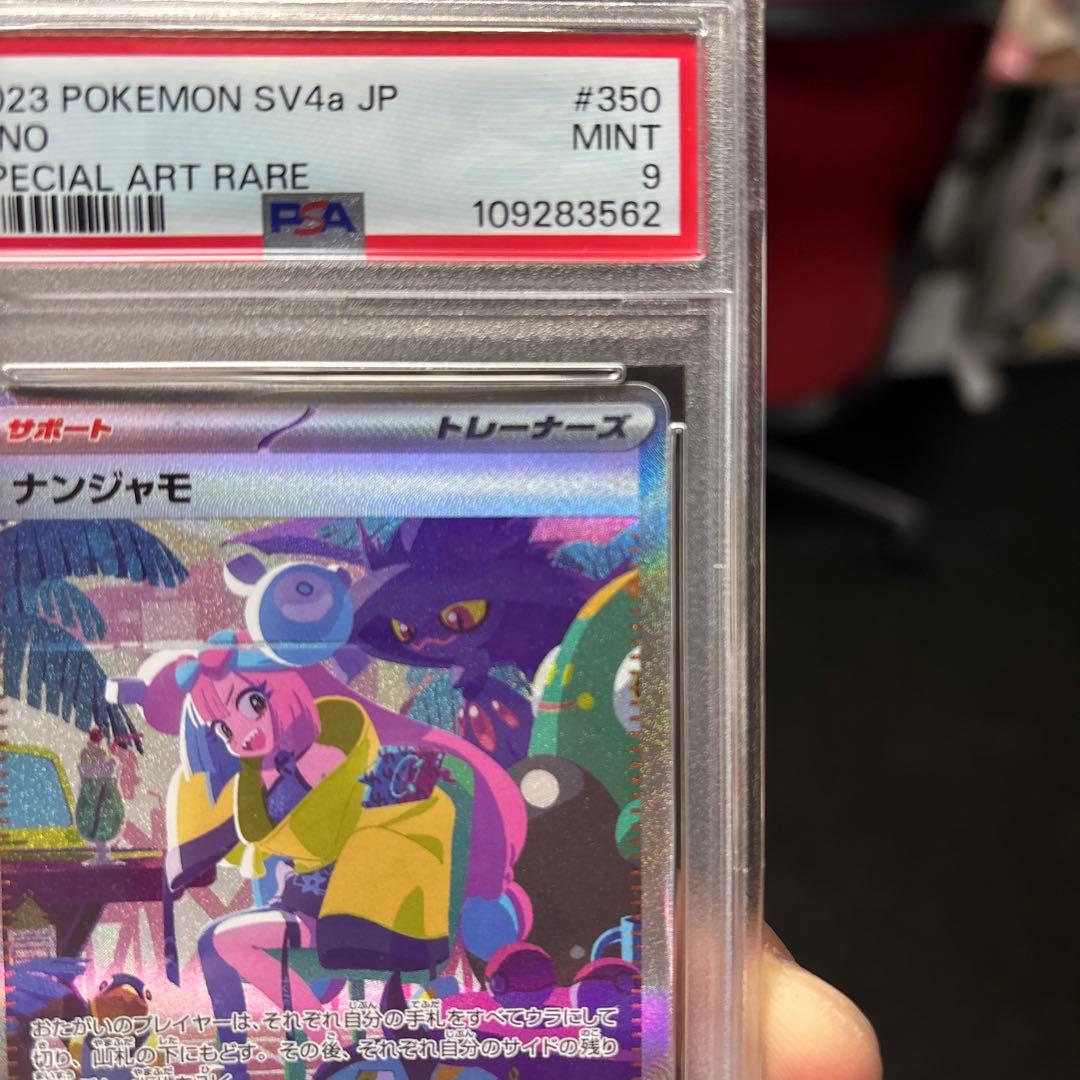 023 POKEMON SV4a JP #350
NO MINT
PECIAL ART RARE 9
PSA 109283562
サポート トレーナーズ
ナンジャモ
おたがいのプレイヤーは、それぞれ自分の手札をすべてウラにして
切り、山札の下にもどす。その後、それぞれ自分のサイドの残り